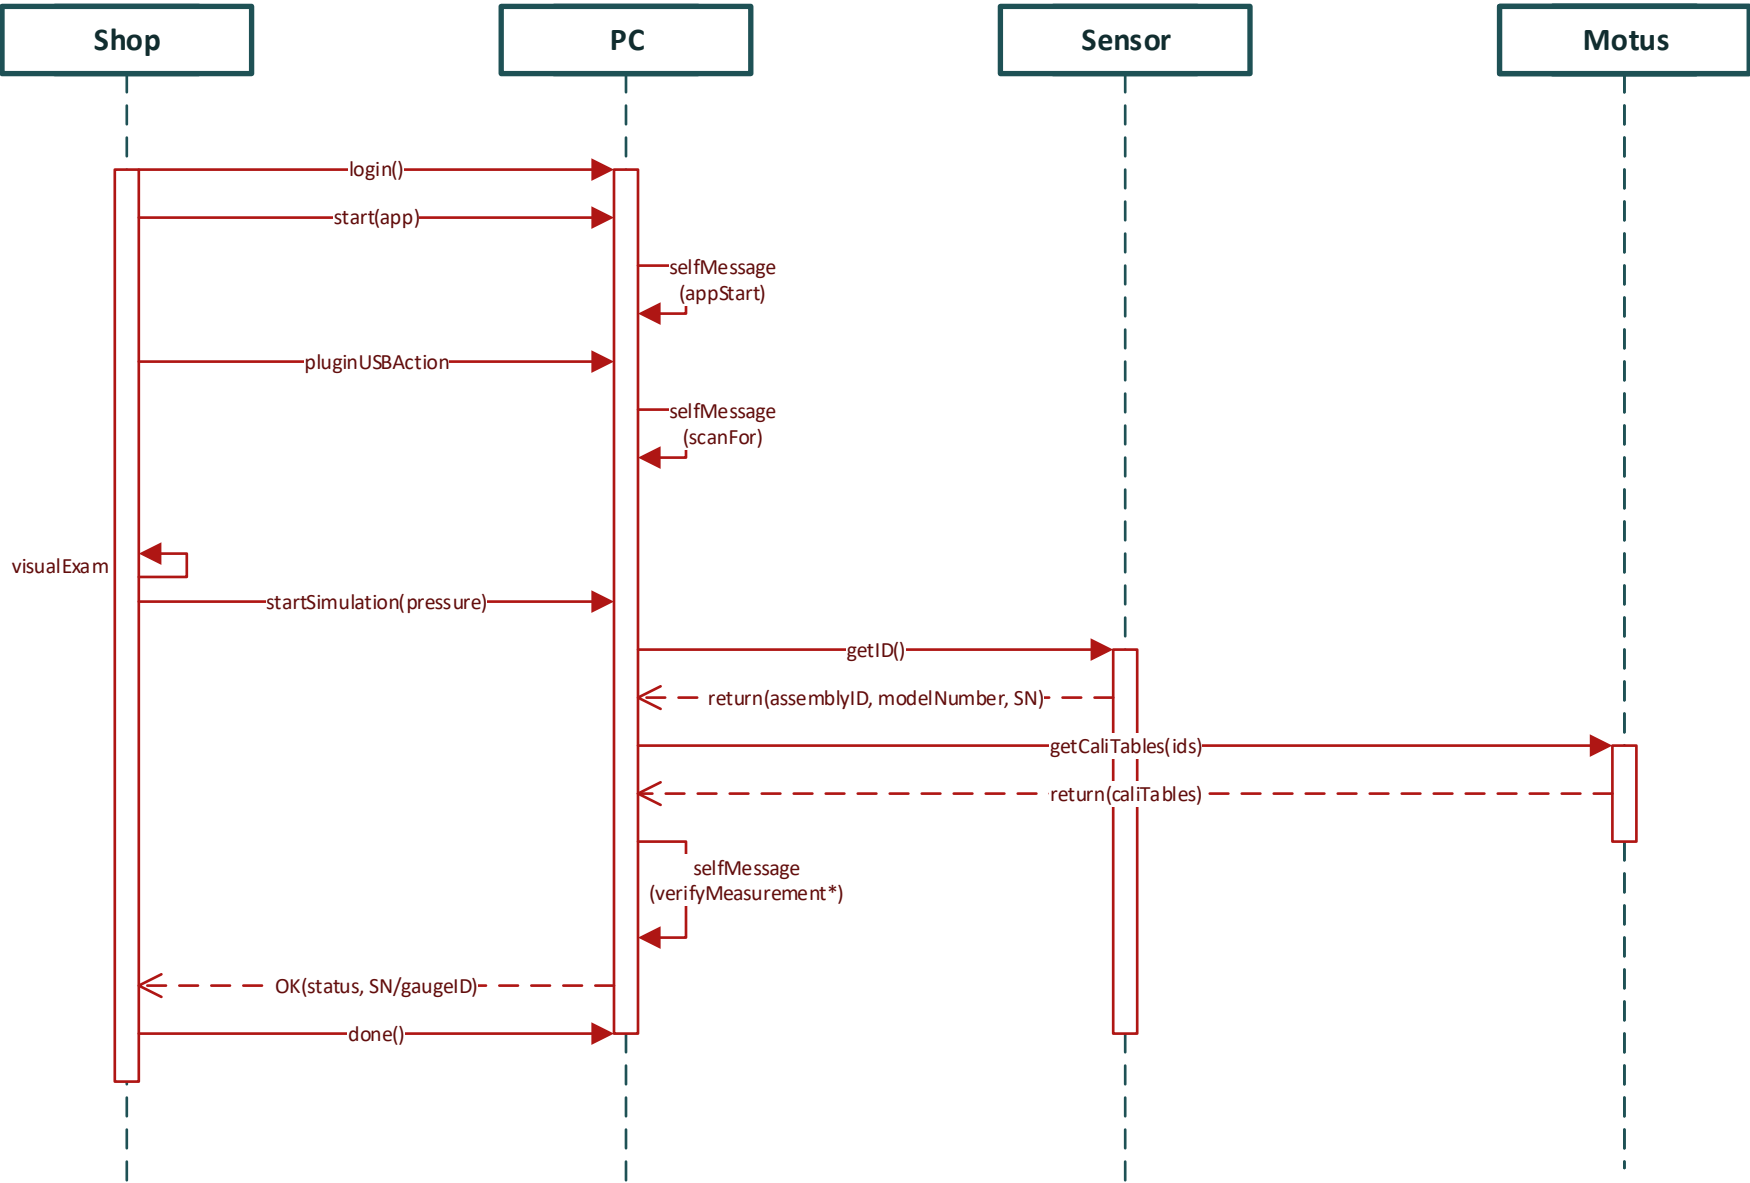 Shop
PC
Sensor
Motus
login()
start(app)
selfMessage
(appStart)
pluginUSBAction
selfMessage
(scanFor)
visualExam
startSimulation(pressure)
getID()
return(assemblyID, modelNumber, SN)
getCaliTables(ids)
return(caliTables)
selfMessage
(verifyMeasurement*)
OK(status, SN/gaugeID)
done()